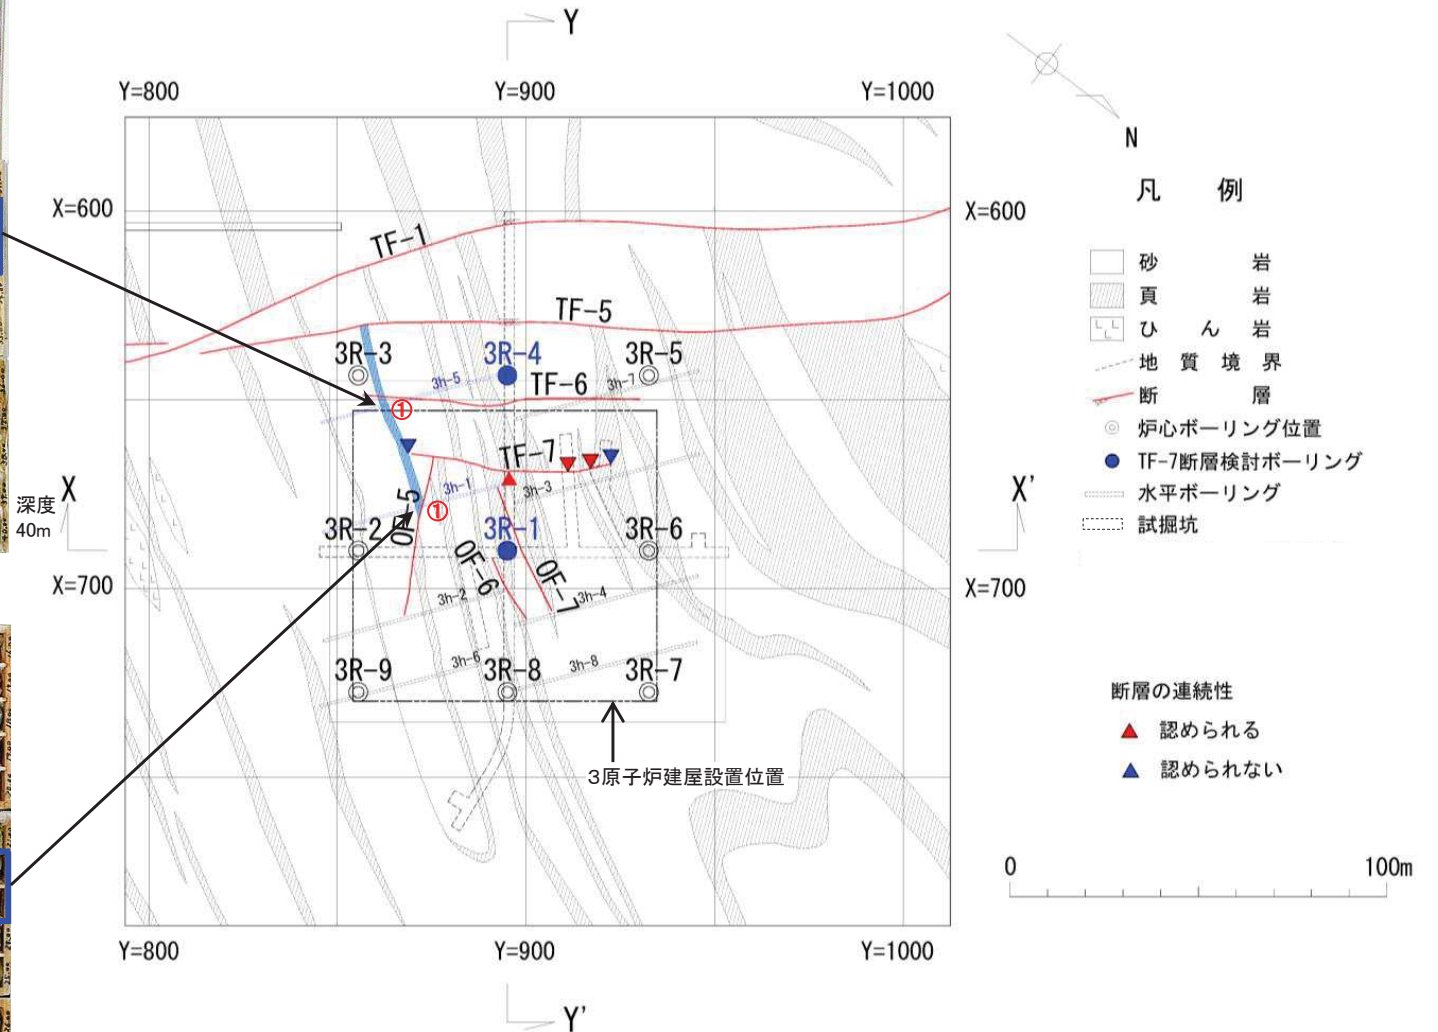 Y
Y=800 Y=900 Y=1000
N
凡 例
X=600 X=600
TF-1
砂 岩
頁 岩
ひ ん 岩
地 質 境 界
断 層
炉心ボーリング位置
TF-7断層検討ボーリング
水平ボーリング
試掘坑
TF-5
3R-3 3R-4 3R-5
3h-5 TF-6 3h-7
①
TF-7
3h-1 3h-3
OF-5 ①
深度
40m
X X'
3R-2 3R-1 3R-6
OF-6 OF-7
X=700 X=700
3h-2 3h-4
3h-6 3h-8
3R-9 3R-8 3R-7
断層の連続性
認められる
認められない
3原子炉建屋設置位置
0 100m
Y=800 Y=900 Y=1000
Y'